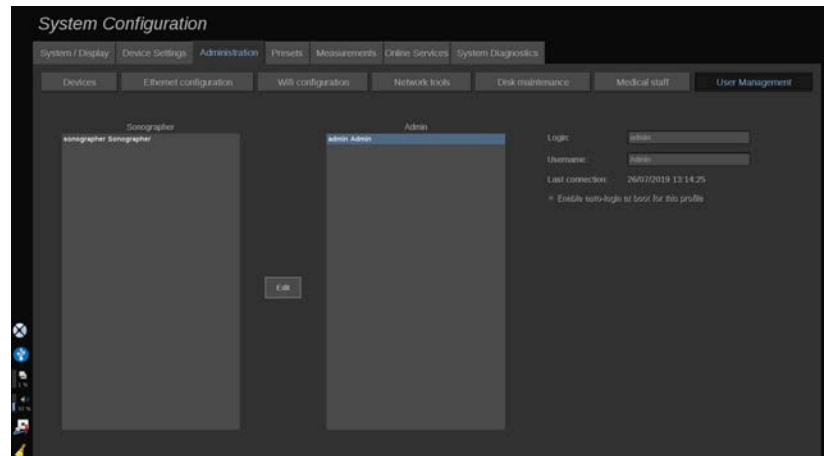 System Configuration
System / Display Device Settings Administration Presets Measurements Online Services System Diagnostics
Devices Ethernet configuration Wifi configuration Network tools Disk maintenance Medical staff User Management
Sonographer Admin
sonographer Sonographer admin Admin
Login: admin
Username: Admin
Last connection: 26/07/2019 13:14:25
Enable auto-login at boot for this profile
Edit
1 %